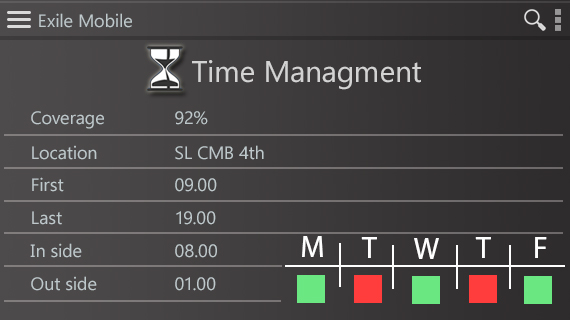 Exile Mobile
Time Managment
Coverage 92%
Location SL CMB 4th
First 09.00
Last 19.00
In side 08.00
Out side 01.00
M T W T F